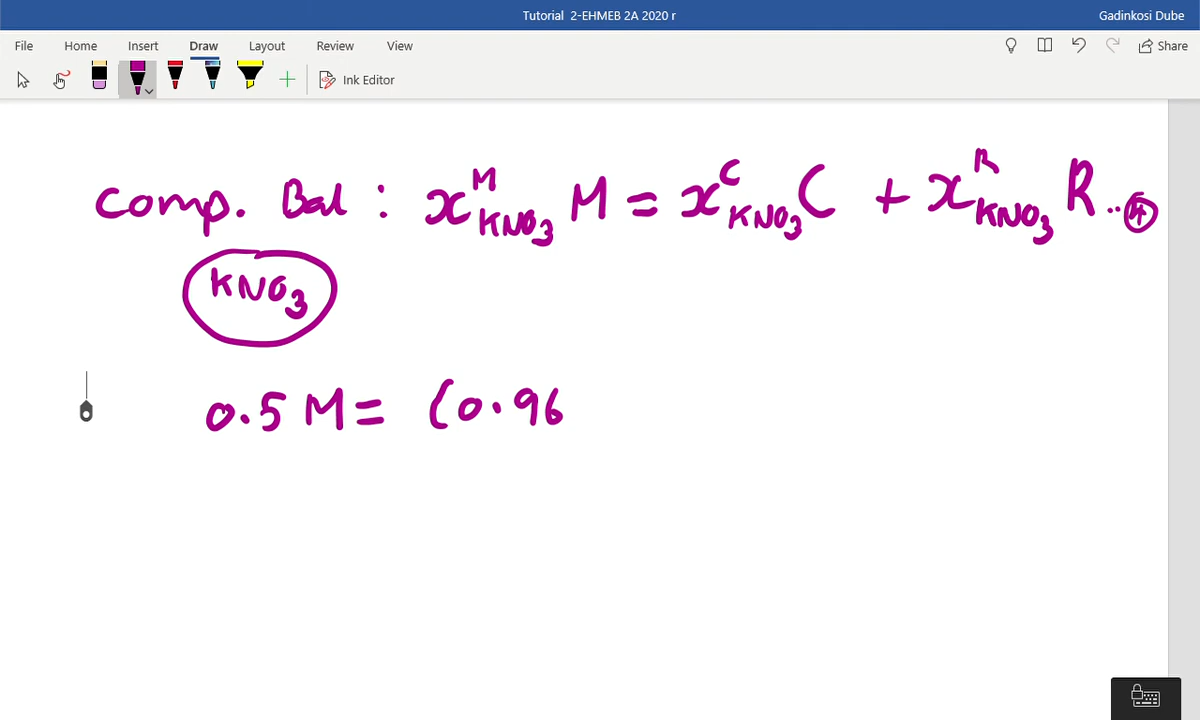 Tutorial 2-EHMEB 2A 2020 r
Gadinkosi Dube
File Home Insert Draw Layout Review View
Share
Ink Editor
Comp. Bal : x^M_KNO3 M = x^C_KNO3 C + x^R_KNO3 R ..④
KNO3
0.5 M = (0.96